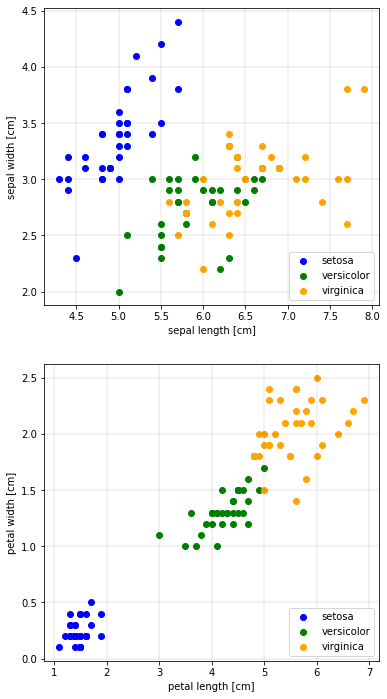 4.5
4.0
3.5
3.0
2.5
2.0
sepal width [cm]
setosa
versicolor
virginica
4.5 5.0 5.5 6.0 6.5 7.0 7.5 8.0
sepal length [cm]
2.5
2.0
1.5
1.0
0.5
0.0
petal width [cm]
setosa
versicolor
virginica
1 2 3 4 5 6 7
petal length [cm]